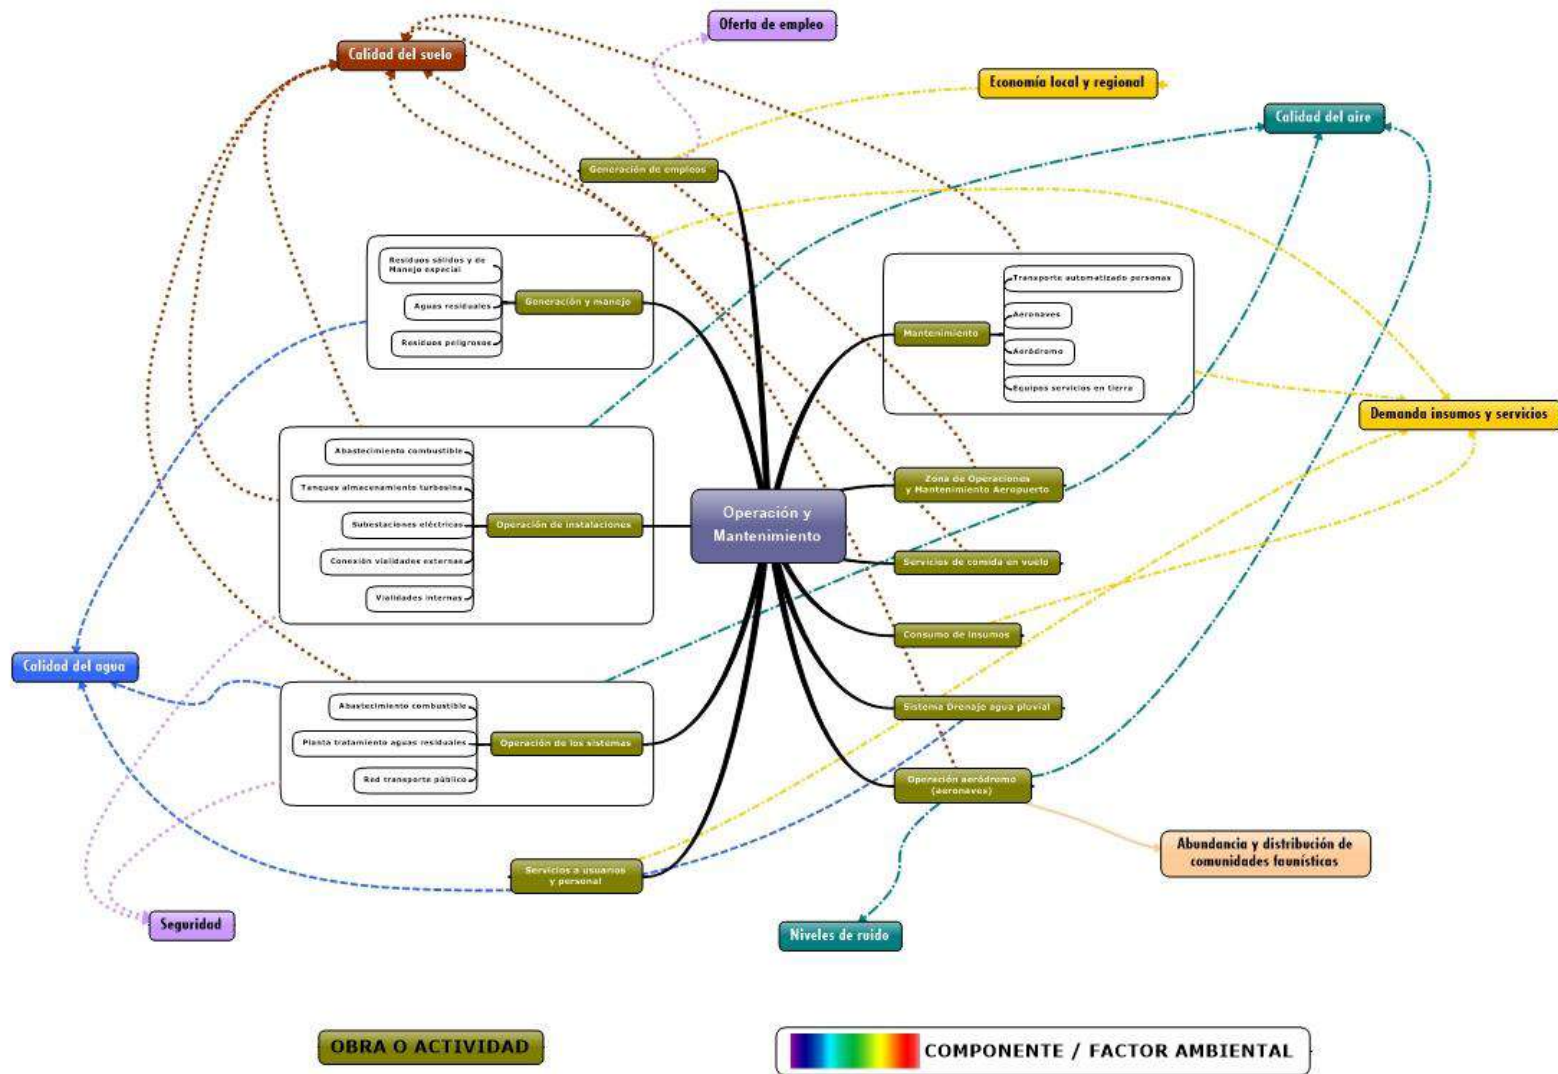 Oferta de empleo
Calidad del suelo
Economía local y regional
Calidad del aire
Generación de empleos
Residuos sólidos y de
Manejo especial
Aguas residuales
Residuos peligrosos
Generación y manejo
Transporte automatizado personas
Aeronaves
Aeródromo
Equipos servicios en tierra
Mantenimiento
Demanda insumos y servicios
Abastecimiento combustible
Tanques almacenamiento turbosina
Subestaciones eléctricas
Conexión vialidades externas
Vialidades internas
Operación de instalaciones
Operación y
Mantenimiento
Zona de Operaciones
y Mantenimiento Aeropuerto
Servicios de comida en vuelo
Consumo de insumos
Calidad del agua
Abastecimiento combustible
Planta tratamiento aguas residuales
Red transporte público
Operación de los sistemas
Sistema Drenaje agua pluvial
Operación aeródromo
(aeronaves)
Abundancia y distribución de
comunidades faunísticas
Servicios a usuarios
y personal
Seguridad
Niveles de ruido
OBRA O ACTIVIDAD
COMPONENTE / FACTOR AMBIENTAL